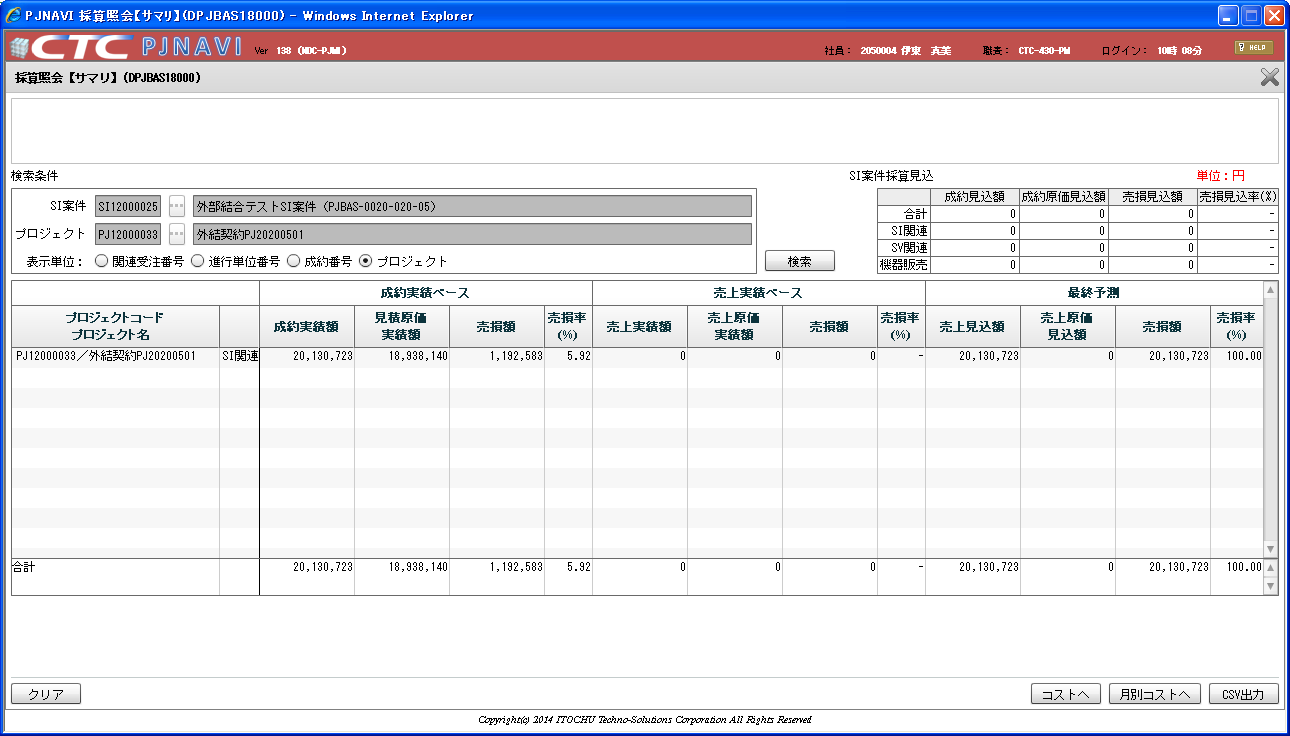 PJNAVI 採算照会【サマリ】(DPJBAS18000) - Windows Internet Explorer
CTC PJNAVI Ver 138 (NDC-PJM) 社員： 2050004 伊東 真美 職責： CTC-430-PM ログイン： 10時 08分 ? HELP
採算照会【サマリ】(DPJBAS18000)
検索条件 SI案件採算見込 単位：円
SI案件 SI12000025 ... 外部結合テストSI案件 (PJBAS-0020-020-05)
プロジェクト PJ12000033 ... 外結契約PJ20200501
表示単位： 関連受注番号 進行単位番号 成約番号 プロジェクト 検索
成約見込額 成約原価見込額 売損見込額 売損見込率(%)
合計 0 0 0 -
SI関連 0 0 0 -
SV関連 0 0 0 -
機器販売 0 0 0 -
成約実績ベース 売上実績ベース 最終予測
プロジェクトコード
プロジェクト名
成約実績額
見積原価
実績額
売損額
売損率
(%)
売上実績額
売上原価
実績額
売損額
売損率
(%)
売上見込額
売上原価
見込額
売損額
売損率
(%)
PJ12000033／外結契約PJ20200501 SI関連 20,130,723 18,938,140 1,192,583 5.92 0 0 0 - 20,130,723 0 20,130,723 100.00
合計 20,130,723 18,938,140 1,192,583 5.92 0 0 0 - 20,130,723 0 20,130,723 100.00
クリア コストへ 月別コストへ CSV出力
Copyright(c) 2014 ITOCHU Techno-Solutions Corporation All Rights Reserved